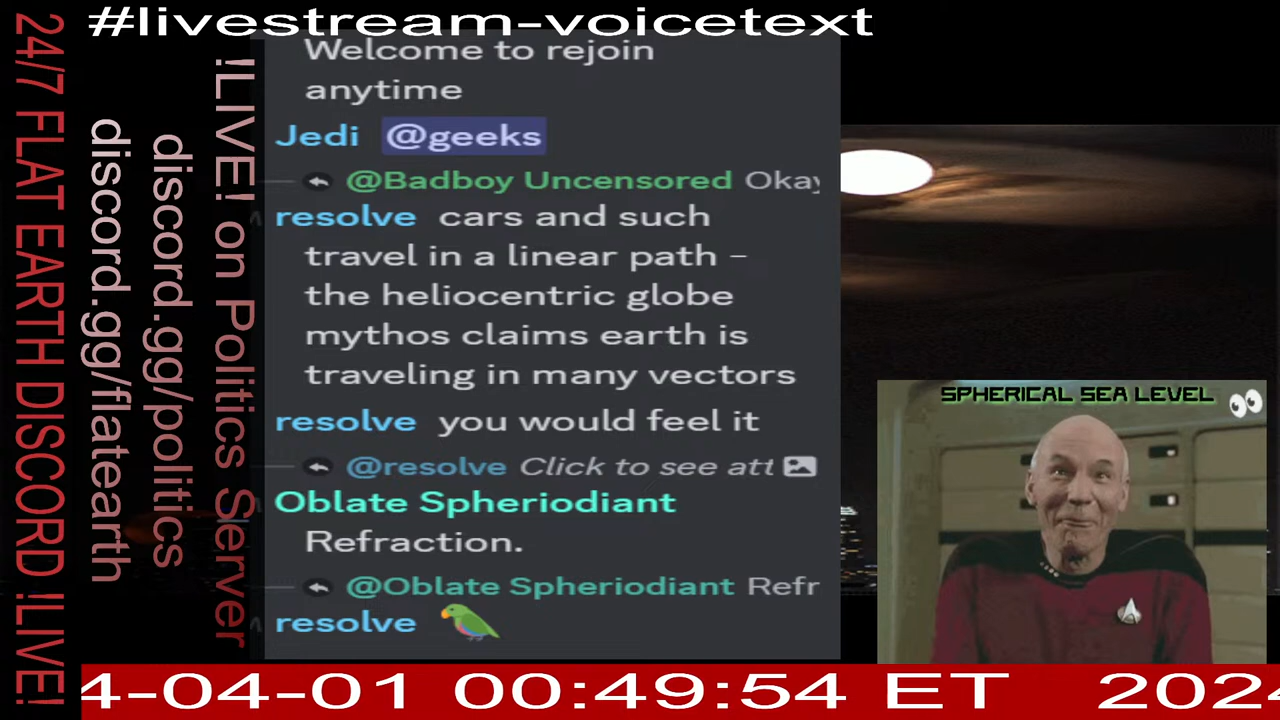 #livestream-voicetext
24/7 FLAT EARTH DISCORD !LIVE!
discord.gg/flatearth
discord.gg/politics
!LIVE! on Politics Server
Welcome to rejoin
anytime
Jedi @geeks
@Badboy Uncensored Okay
resolve cars and such
travel in a linear path -
the heliocentric globe
mythos claims earth is
traveling in many vectors
resolve you would feel it
@resolve Click to see att
Oblate Spheriodiant
Refraction.
@Oblate Spheriodiant Refr
resolve
SPHERICAL SEA LEVEL
4-04-01 00:49:54 ET 2024